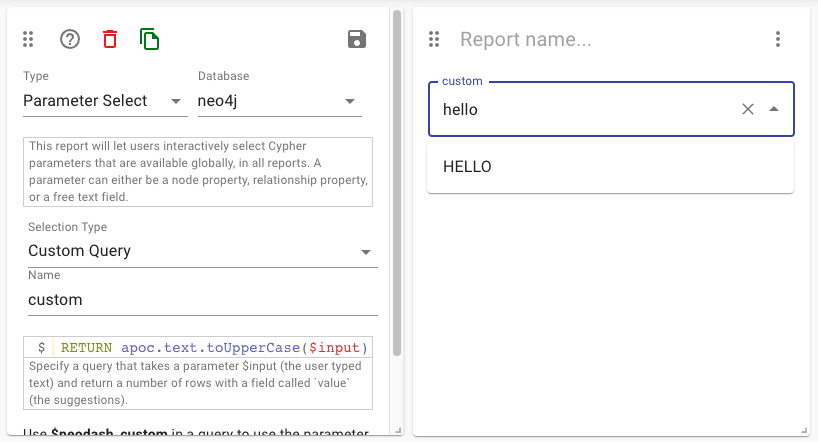 Type
Database
Parameter Select
neo4j
This report will let users interactively select Cypher
parameters that are available globally, in all reports. A
parameter can either be a node property, relationship property,
or a free text field.
Selection Type
Custom Query
Name
custom
$ RETURN apoc.text.toUpperCase($input)
Specify a query that takes a parameter $input (the user typed
text) and return a number of rows with a field called `value`
(the suggestions).
Use $neodash_custom in a query to use the parameter
Report name...
custom
hello
HELLO